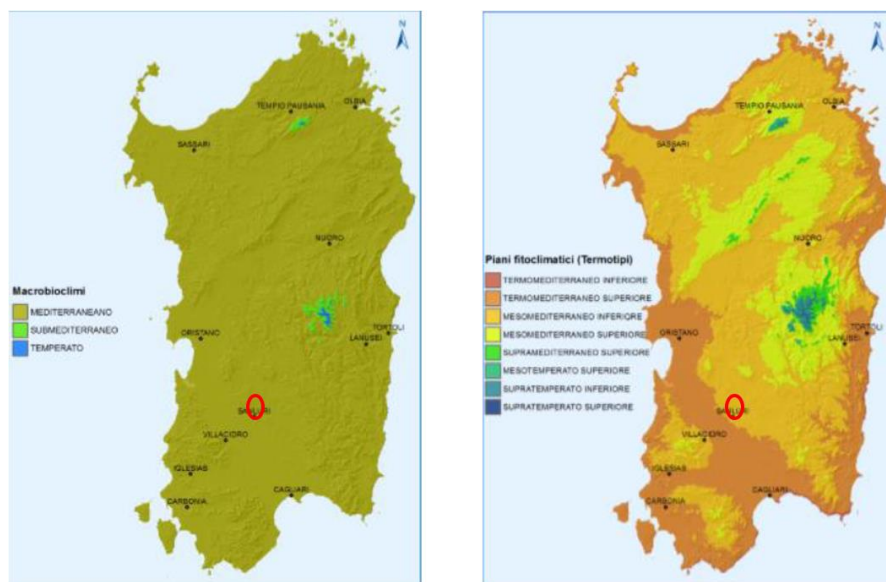 N
TEMPIO PAUSANIA
OLBIA
SASSARI
NUORO
Macrobioclimi
MEDITERRANEANO
SUBMEDITERRANEO
TEMPERATO
ORISTANO
TORTOLI
LANUSEI
SANLURI
VILLACIDRO
IGLESIAS
CAGLIARI
CARBONIA
N
TEMPIO PAUSANIA
OLBIA
SASSARI
NUORO
Piani fitoclimatici (Termotipi)
TERMOMEDITERRANEO INFERIORE
TERMOMEDITERRANEO SUPERIORE
MESOMEDITERRANEO INFERIORE
MESOMEDITERRANEO SUPERIORE
SUPRAMEDITERRANEO SUPERIORE
MESOTEMPERATO SUPERIORE
SUPRATEMPERATO INFERIORE
SUPRATEMPERATO SUPERIORE
ORISTANO
TORTOLI
LANUSEI
SANLURI
VILLACIDRO
IGLESIAS
CAGLIARI
CARBONIA